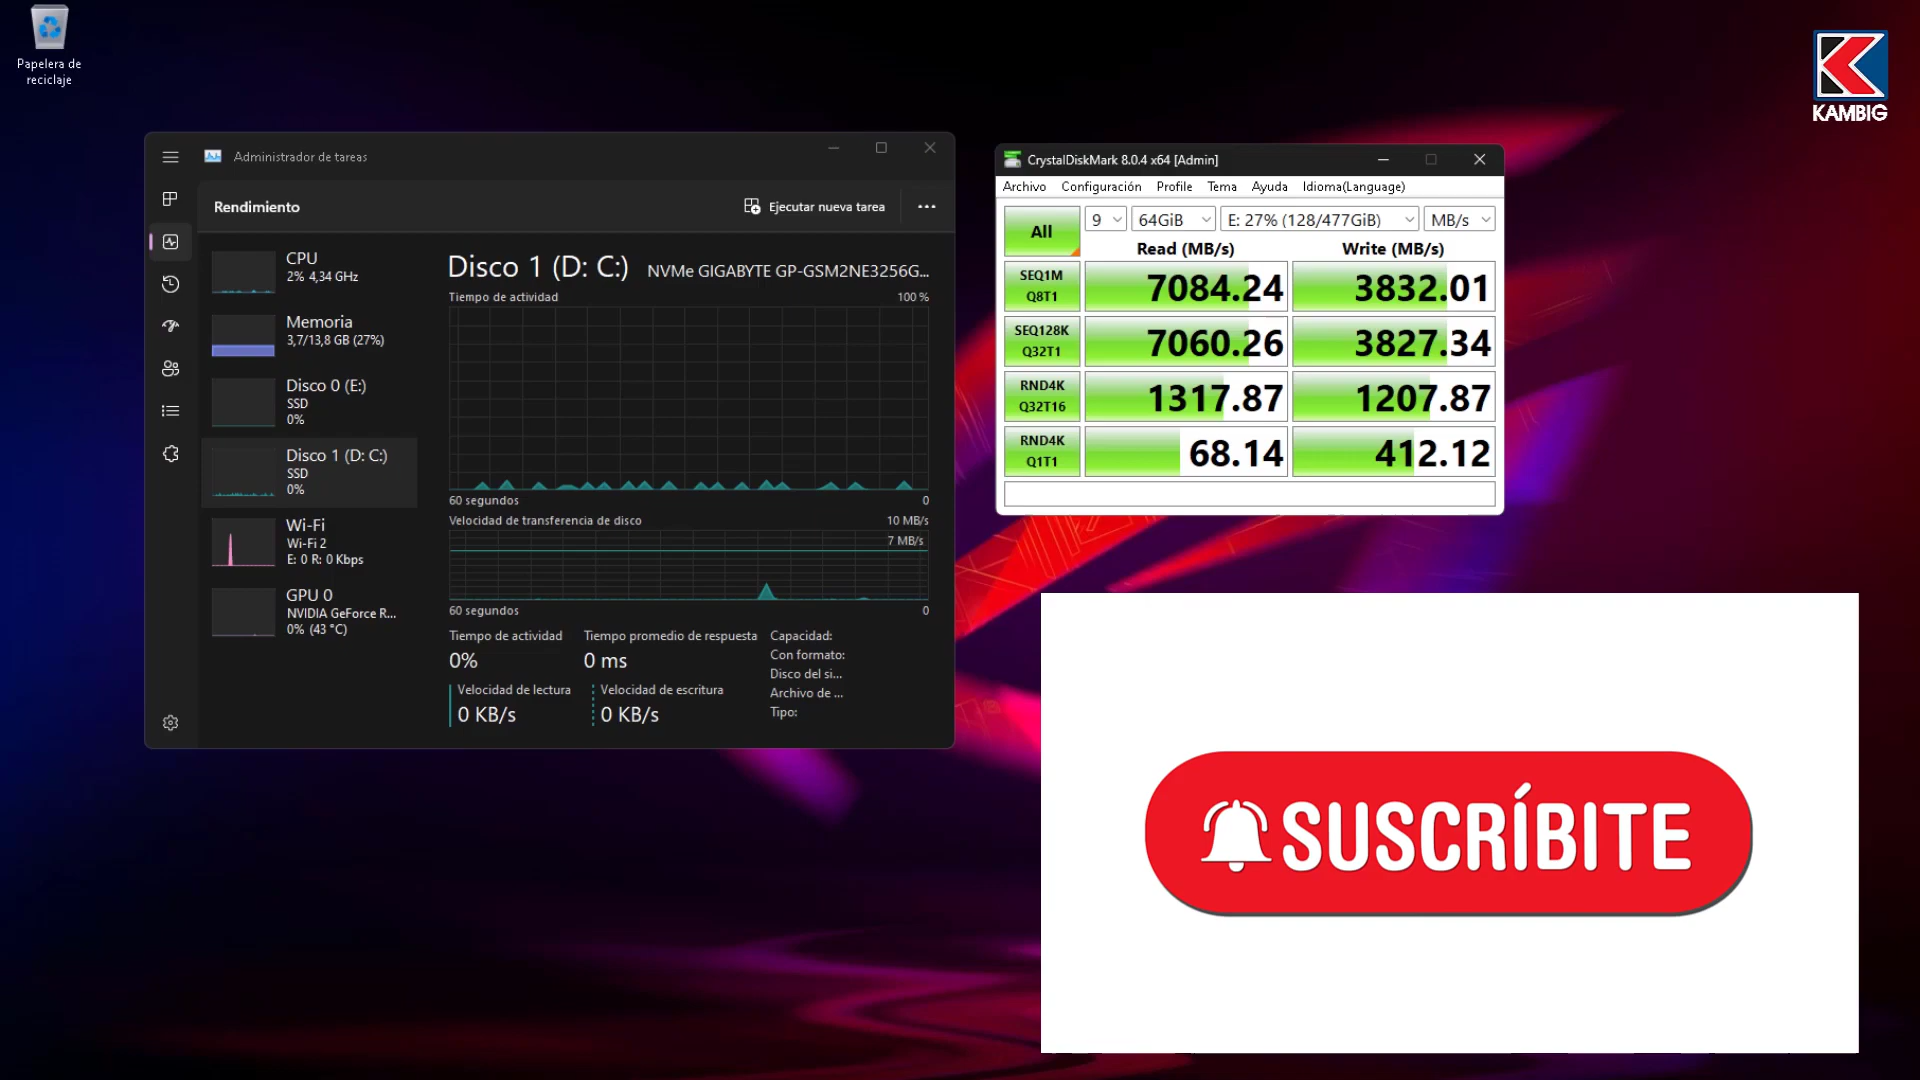 Papelera de
reciclaje
KAMBIG
Administrador de tareas
Rendimiento
Ejecutar nueva tarea
CPU
2% 4,34 GHz
Memoria
3,7/13,8 GB (27%)
Disco 0 (E:)
SSD
0%
Disco 1 (D: C:)
SSD
0%
Wi-Fi
Wi-Fi 2
E: 0 R: 0 Kbps
GPU 0
NVIDIA GeForce R...
0% (43 °C)
Disco 1 (D: C:) NVMe GIGABYTE GP-GSM2NE3256G...
Tiempo de actividad 100 %
60 segundos 0
Velocidad de transferencia de disco 10 MB/s
7 MB/s
60 segundos 0
Tiempo de actividad Tiempo promedio de respuesta
0% 0 ms
Velocidad de lectura Velocidad de escritura
0 KB/s 0 KB/s
Capacidad:
Con formato:
Disco del si...
Archivo de ...
Tipo:
CrystalDiskMark 8.0.4 x64 [Admin]
Archivo Configuración Profile Tema Ayuda Idioma(Language)
All 9 64GiB E: 27% (128/477GiB) MB/s
Read (MB/s) Write (MB/s)
SEQ1M
Q8T1
7084.24 3832.01
SEQ128K
Q32T1
7060.26 3827.34
RND4K
Q32T16
1317.87 1207.87
RND4K
Q1T1
68.14 412.12
SUSCRÍBITE